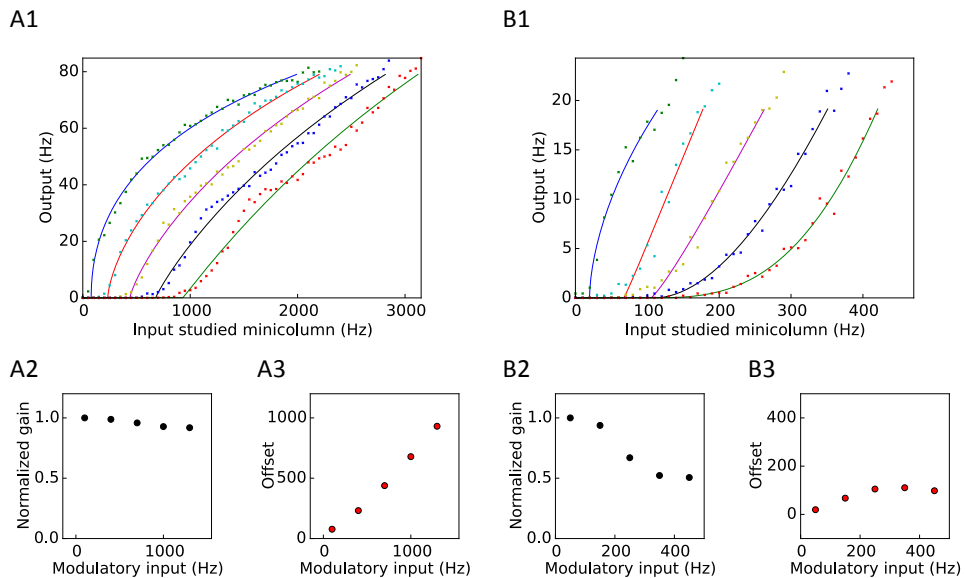 A1
80
60
40
20
0
Output (Hz)
0
1000
2000
3000
Input studied minicolumn (Hz)
B1
20
15
10
5
0
Output (Hz)
0
100
200
300
400
Input studied minicolumn (Hz)
A2
1.0
0.5
0.0
Normalized gain
0
1000
Modulatory input (Hz)
A3
1000
500
0
Offset
0
1000
Modulatory input (Hz)
B2
1.0
0.5
0.0
Normalized gain
0
200
400
Modulatory input (Hz)
B3
400
200
0
Offset
0
200
400
Modulatory input (Hz)